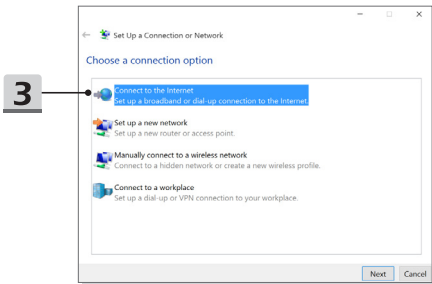 Set Up a Connection or Network
Choose a connection option
3
Connect to the Internet
Set up a broadband or dial-up connection to the Internet.
Set up a new network
Set up a new router or access point.
Manually connect to a wireless network
Connect to a hidden network or create a new wireless profile.
Connect to a workplace
Set up a dial-up or VPN connection to your workplace.
Next Cancel